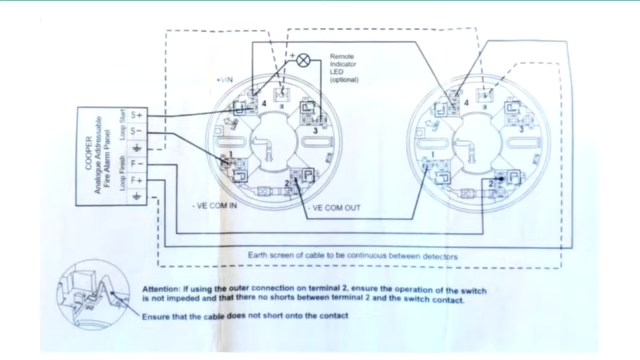 Remote
Indicator
LED
(optional)
+VIN
4
3
1
2
4
3
1
2
COOPER
Analogue Addressable
Fire Alarm Panel
Loop Start
Loop Finish
S+
S-
F-
F+
- VE COM IN
- VE COM OUT
Earth screen of cable to be continuous between detectors
Attention: If using the outer connection on terminal 2, ensure the operation of the switch
is not impeded and that there no shorts between terminal 2 and the switch contact.
Ensure that the cable does not short onto the contact